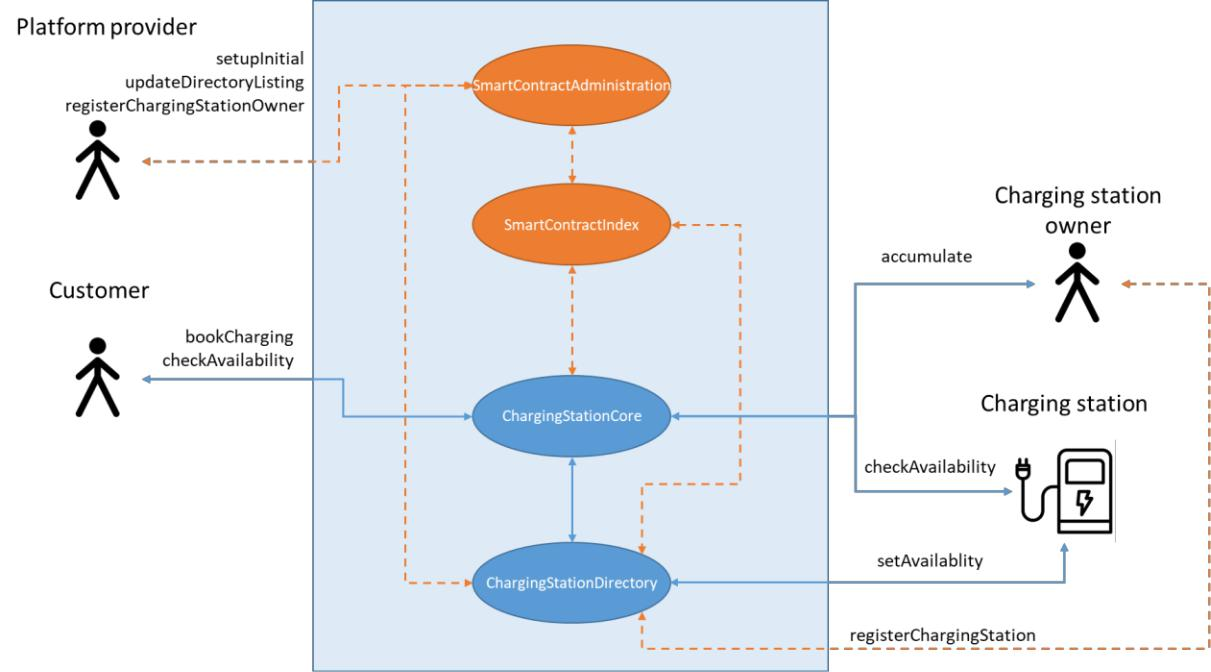 Platform provider
setupInitial
updateDirectoryListing
registerChargingStationOwner
SmartContractAdministration
SmartContractIndex
Charging station
owner
accumulate
Customer
bookCharging
checkAvailability
ChargingStationCore
Charging station
checkAvailability
setAvailablity
ChargingStationDirectory
registerChargingStation